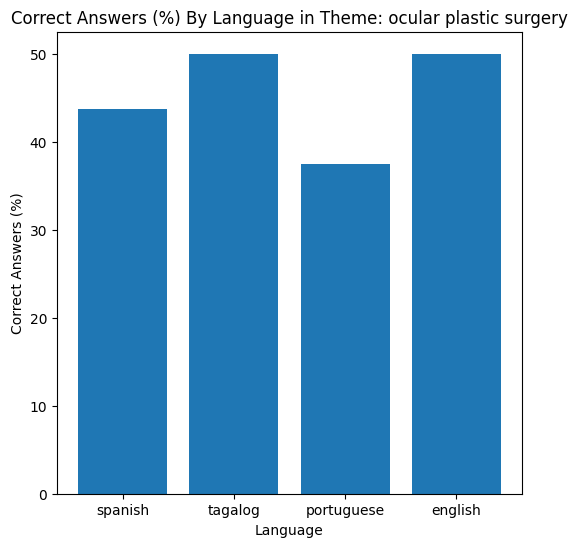 Correct Answers (%) By Language in Theme: ocular plastic surgery
Correct Answers (%)
50
40
30
20
10
0
spanish tagalog portuguese english
Language